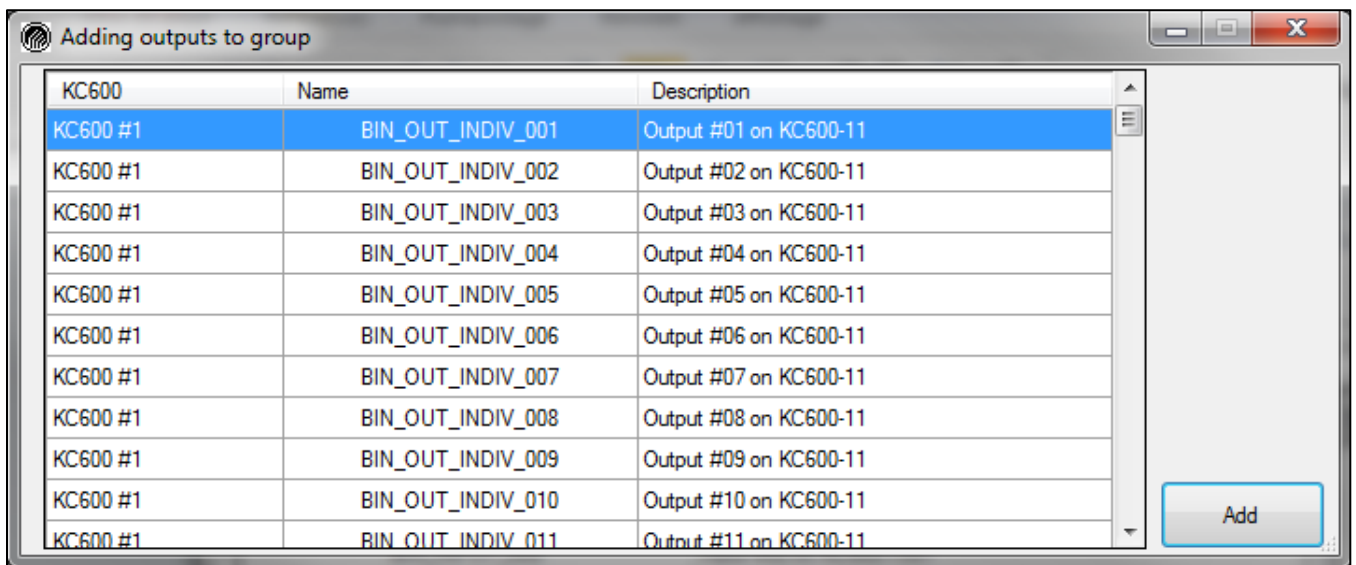 Adding outputs to group
KC600 Name Description
KC600 #1 BIN_OUT_INDIV_001 Output #01 on KC600-11
KC600 #1 BIN_OUT_INDIV_002 Output #02 on KC600-11
KC600 #1 BIN_OUT_INDIV_003 Output #03 on KC600-11
KC600 #1 BIN_OUT_INDIV_004 Output #04 on KC600-11
KC600 #1 BIN_OUT_INDIV_005 Output #05 on KC600-11
KC600 #1 BIN_OUT_INDIV_006 Output #06 on KC600-11
KC600 #1 BIN_OUT_INDIV_007 Output #07 on KC600-11
KC600 #1 BIN_OUT_INDIV_008 Output #08 on KC600-11
KC600 #1 BIN_OUT_INDIV_009 Output #09 on KC600-11
KC600 #1 BIN_OUT_INDIV_010 Output #10 on KC600-11
KC600 #1 BIN_OUT_INDIV_011 Output #11 on KC600-11
Add